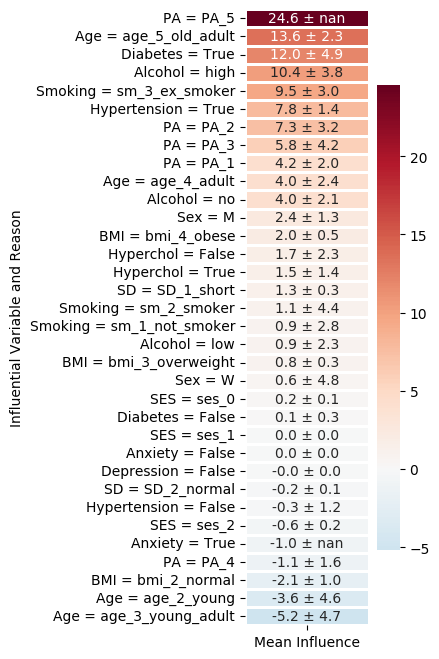 PA = PA_5 24.6 ± nan
Age = age_5_old_adult 13.6 ± 2.3
Diabetes = True 12.0 ± 4.9
Alcohol = high 10.4 ± 3.8
Smoking = sm_3_ex_smoker 9.5 ± 3.0
Hypertension = True 7.8 ± 1.4
PA = PA_2 7.3 ± 3.2
PA = PA_3 5.8 ± 4.2
PA = PA_1 4.2 ± 2.0
Age = age_4_adult 4.0 ± 2.4
Alcohol = no 4.0 ± 2.1
Sex = M 2.4 ± 1.3
BMI = bmi_4_obese 2.0 ± 0.5
Hyperchol = False 1.7 ± 2.3
Hyperchol = True 1.5 ± 1.4
SD = SD_1_short 1.3 ± 0.3
Smoking = sm_2_smoker 1.1 ± 4.4
Smoking = sm_1_not_smoker 0.9 ± 2.8
Alcohol = low 0.9 ± 2.3
BMI = bmi_3_overweight 0.8 ± 0.3
Sex = W 0.6 ± 4.8
SES = ses_0 0.2 ± 0.1
Diabetes = False 0.1 ± 0.3
SES = ses_1 0.0 ± 0.0
Anxiety = False 0.0 ± 0.0
Depression = False -0.0 ± 0.0
SD = SD_2_normal -0.2 ± 0.1
Hypertension = False -0.3 ± 1.2
SES = ses_2 -0.6 ± 0.2
Anxiety = True -1.0 ± nan
PA = PA_4 -1.1 ± 1.6
BMI = bmi_2_normal -2.1 ± 1.0
Age = age_2_young -3.6 ± 4.6
Age = age_3_young_adult -5.2 ± 4.7
Mean Influence
Influential Variable and Reason
20
15
10
5
0
−5